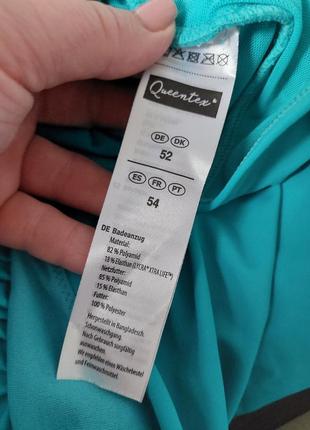 Queentex®
DE DK
52
ES FR PT
54
DE Badeanzug
Material:
82 % Polyamid
18 % Elasthan (LYCRA® XTRA LIFE™)
Netzfutter:
85 % Polyamid
15 % Elasthan
Futter:
100 % Polyester
Hergestellt in Bangladesch.
Schonwaschgang.
Nach Gebrauch sorgfältig
auswaschen.
Wir empfehlen einen Wäschebeutel
und Feinwaschmittel.